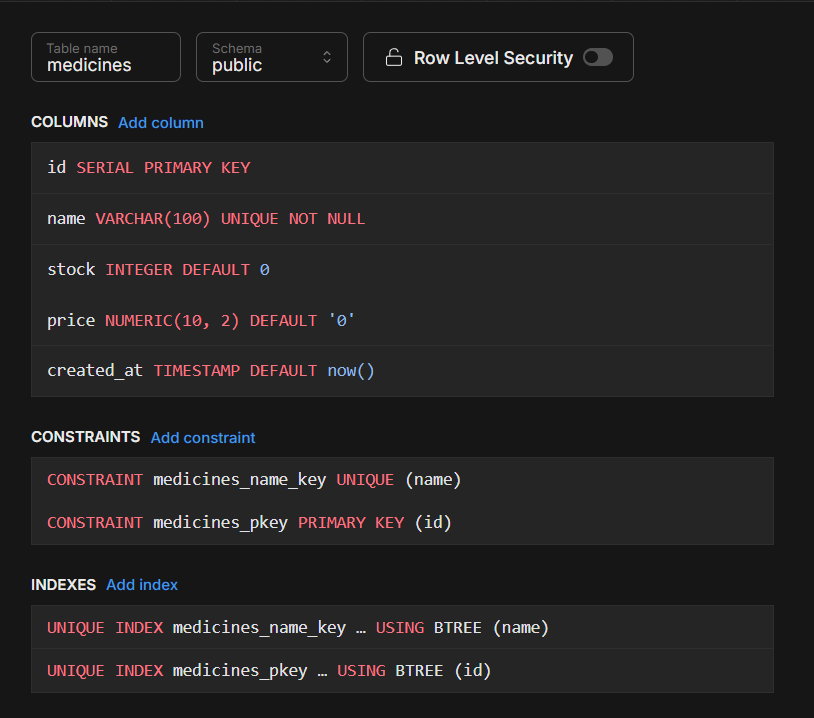 Table name
medicines
Schema
public
Row Level Security
COLUMNS Add column
id SERIAL PRIMARY KEY
name VARCHAR(100) UNIQUE NOT NULL
stock INTEGER DEFAULT 0
price NUMERIC(10, 2) DEFAULT '0'
created_at TIMESTAMP DEFAULT now()
CONSTRAINTS Add constraint
CONSTRAINT medicines_name_key UNIQUE (name)
CONSTRAINT medicines_pkey PRIMARY KEY (id)
INDEXES Add index
UNIQUE INDEX medicines_name_key … USING BTREE (name)
UNIQUE INDEX medicines_pkey … USING BTREE (id)